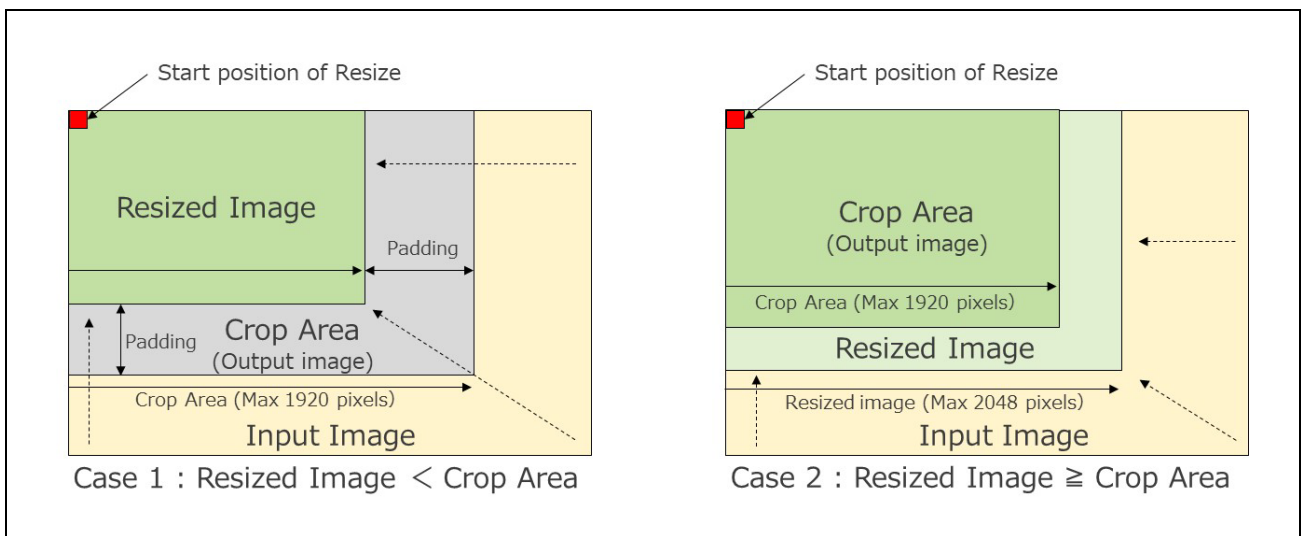 Start position of Resize
Resized Image
Padding
Padding
Crop Area
(Output image)
Crop Area (Max 1920 pixels)
Input Image
Case 1 : Resized Image < Crop Area
Start position of Resize
Crop Area
(Output image)
Crop Area (Max 1920 pixels)
Resized Image
Resized image (Max 2048 pixels)
Input Image
Case 2 : Resized Image ≧ Crop Area